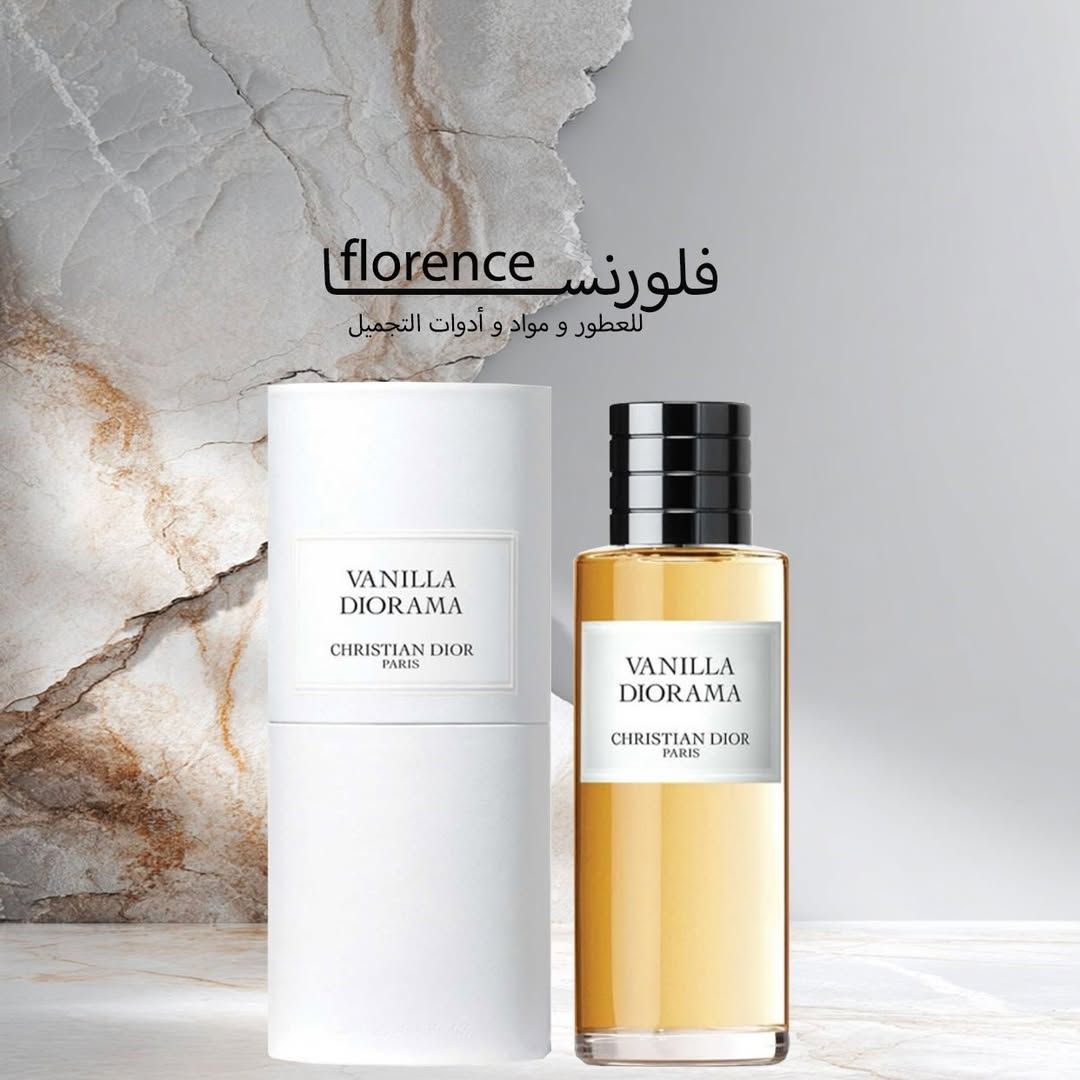 فلورنسا florence
للعطور و مواد و أدوات التجميل
VANILLA
DIORAMA
CHRISTIAN DIOR
PARIS
VANILLA
DIORAMA
CHRISTIAN DIOR
PARIS